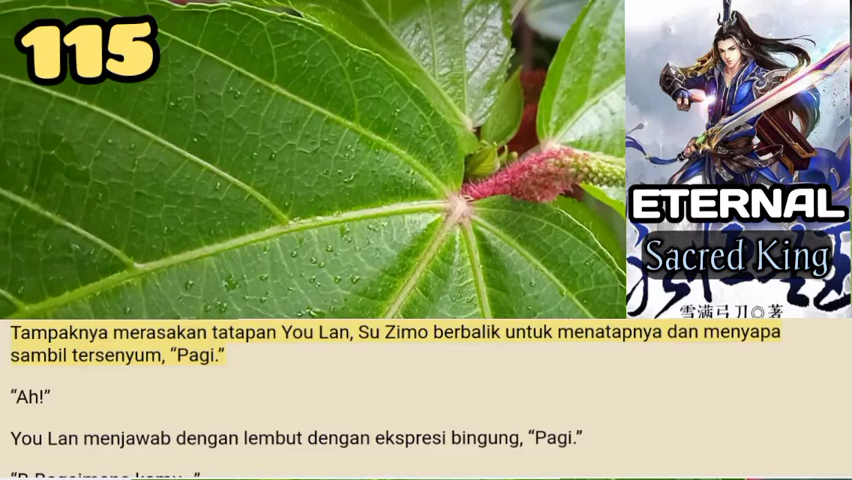 115
ETERNAL
Sacred King
雪满弓刀◎著
Tampaknya merasakan tatapan You Lan, Su Zimo berbalik untuk menatapnya dan menyapa
sambil tersenyum, “Pagi.”
“Ah!”
You Lan menjawab dengan lembut dengan ekspresi bingung, “Pagi.”